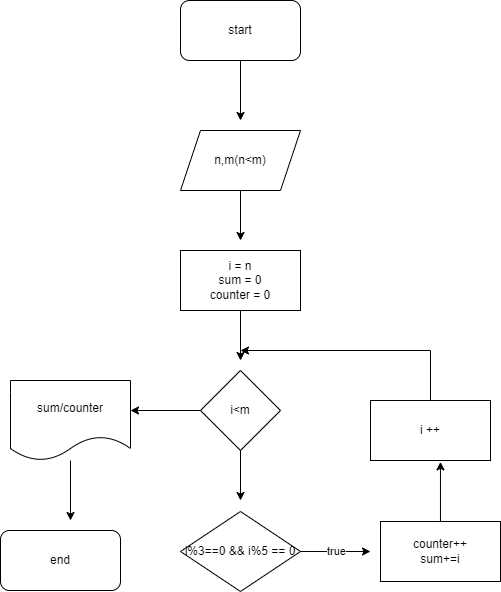 start
n,m(n<m)
i = n
sum = 0
counter = 0
sum/counter
i<m
i ++
i%3==0 && i%5 == 0
true
counter++
sum+=i
end